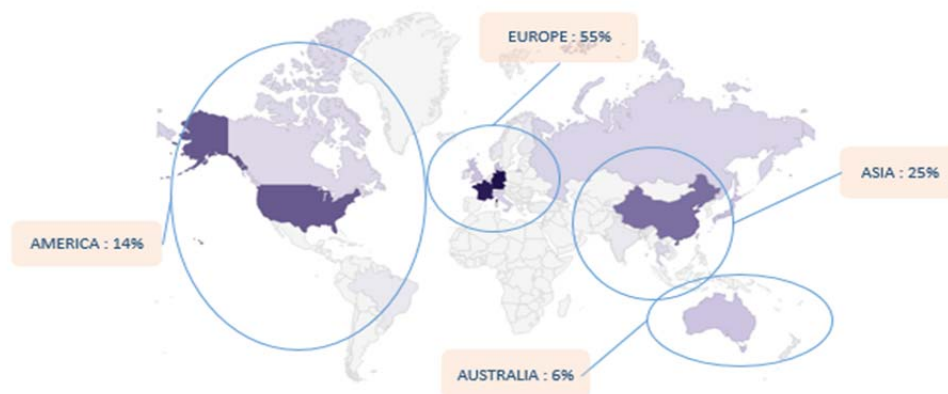 EUROPE : 55%
ASIA : 25%
AMERICA : 14%
AUSTRALIA : 6%